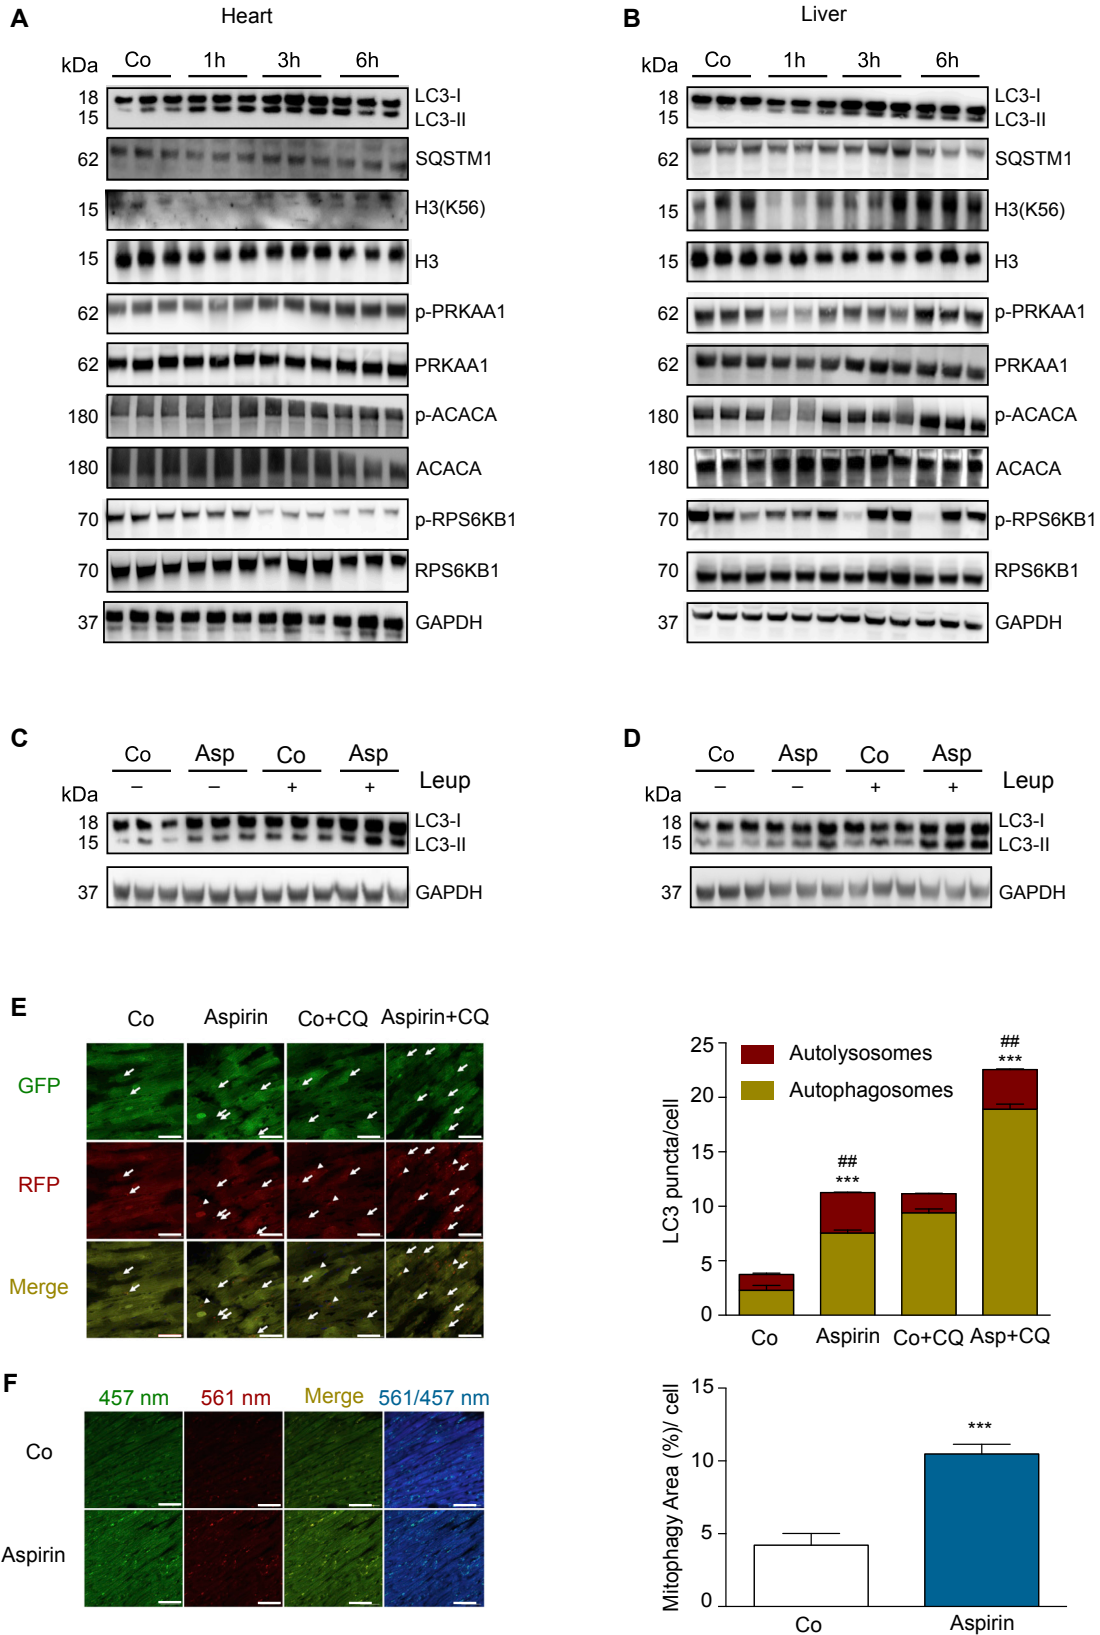 A
Heart
kDa
Co
1h
3h
6h
18
15
LC3-I
LC3-II
62
SQSTM1
15
H3(K56)
15
H3
62
p-PRKAA1
62
PRKAA1
180
p-ACACA
180
ACACA
70
p-RPS6KB1
70
RPS6KB1
37
GAPDH
B
Liver
kDa
Co
1h
3h
6h
18
15
LC3-I
LC3-II
62
SQSTM1
15
H3(K56)
15
H3
62
p-PRKAA1
62
PRKAA1
180
p-ACACA
180
ACACA
70
p-RPS6KB1
70
RPS6KB1
37
GAPDH
C
Co
Asp
Co
Asp
– – + +
Leup
kDa
18
15
LC3-I
LC3-II
37
GAPDH
D
Co
Asp
Co
Asp
– – + +
Leup
kDa
18
15
LC3-I
LC3-II
37
GAPDH
E
Co
Aspirin
Co+CQ
Aspirin+CQ
GFP
RFP
Merge
LC3 puncta/cell
25
20
15
10
5
0
Autolysosomes
Autophagosomes
##
***
##
***
Co
Aspirin
Co+CQ
Asp+CQ
F
457 nm
561 nm
Merge
561/457 nm
Co
Aspirin
Mitophagy Area (%)/ cell
15
10
5
0
***
Co
Aspirin